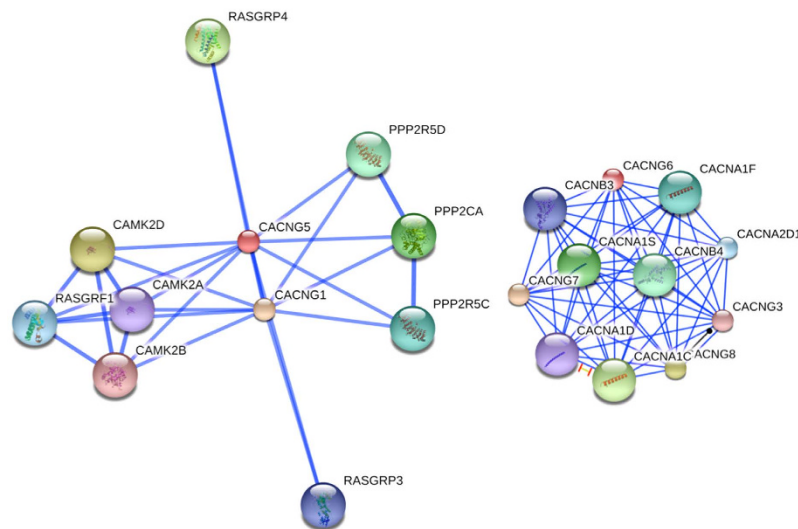 RASGRP4
PPP2R5D
CACNG5
PPP2CA
CAMK2D
CAMK2A
CACNG1
RASGRF1
PPP2R5C
CAMK2B
RASGRP3
CACNG6
CACNA1F
CACNB3
CACNA2D1
CACNA1S
CACNB4
CACNG7
CACNG3
CACNA1D
CACNA1C
ACNG8